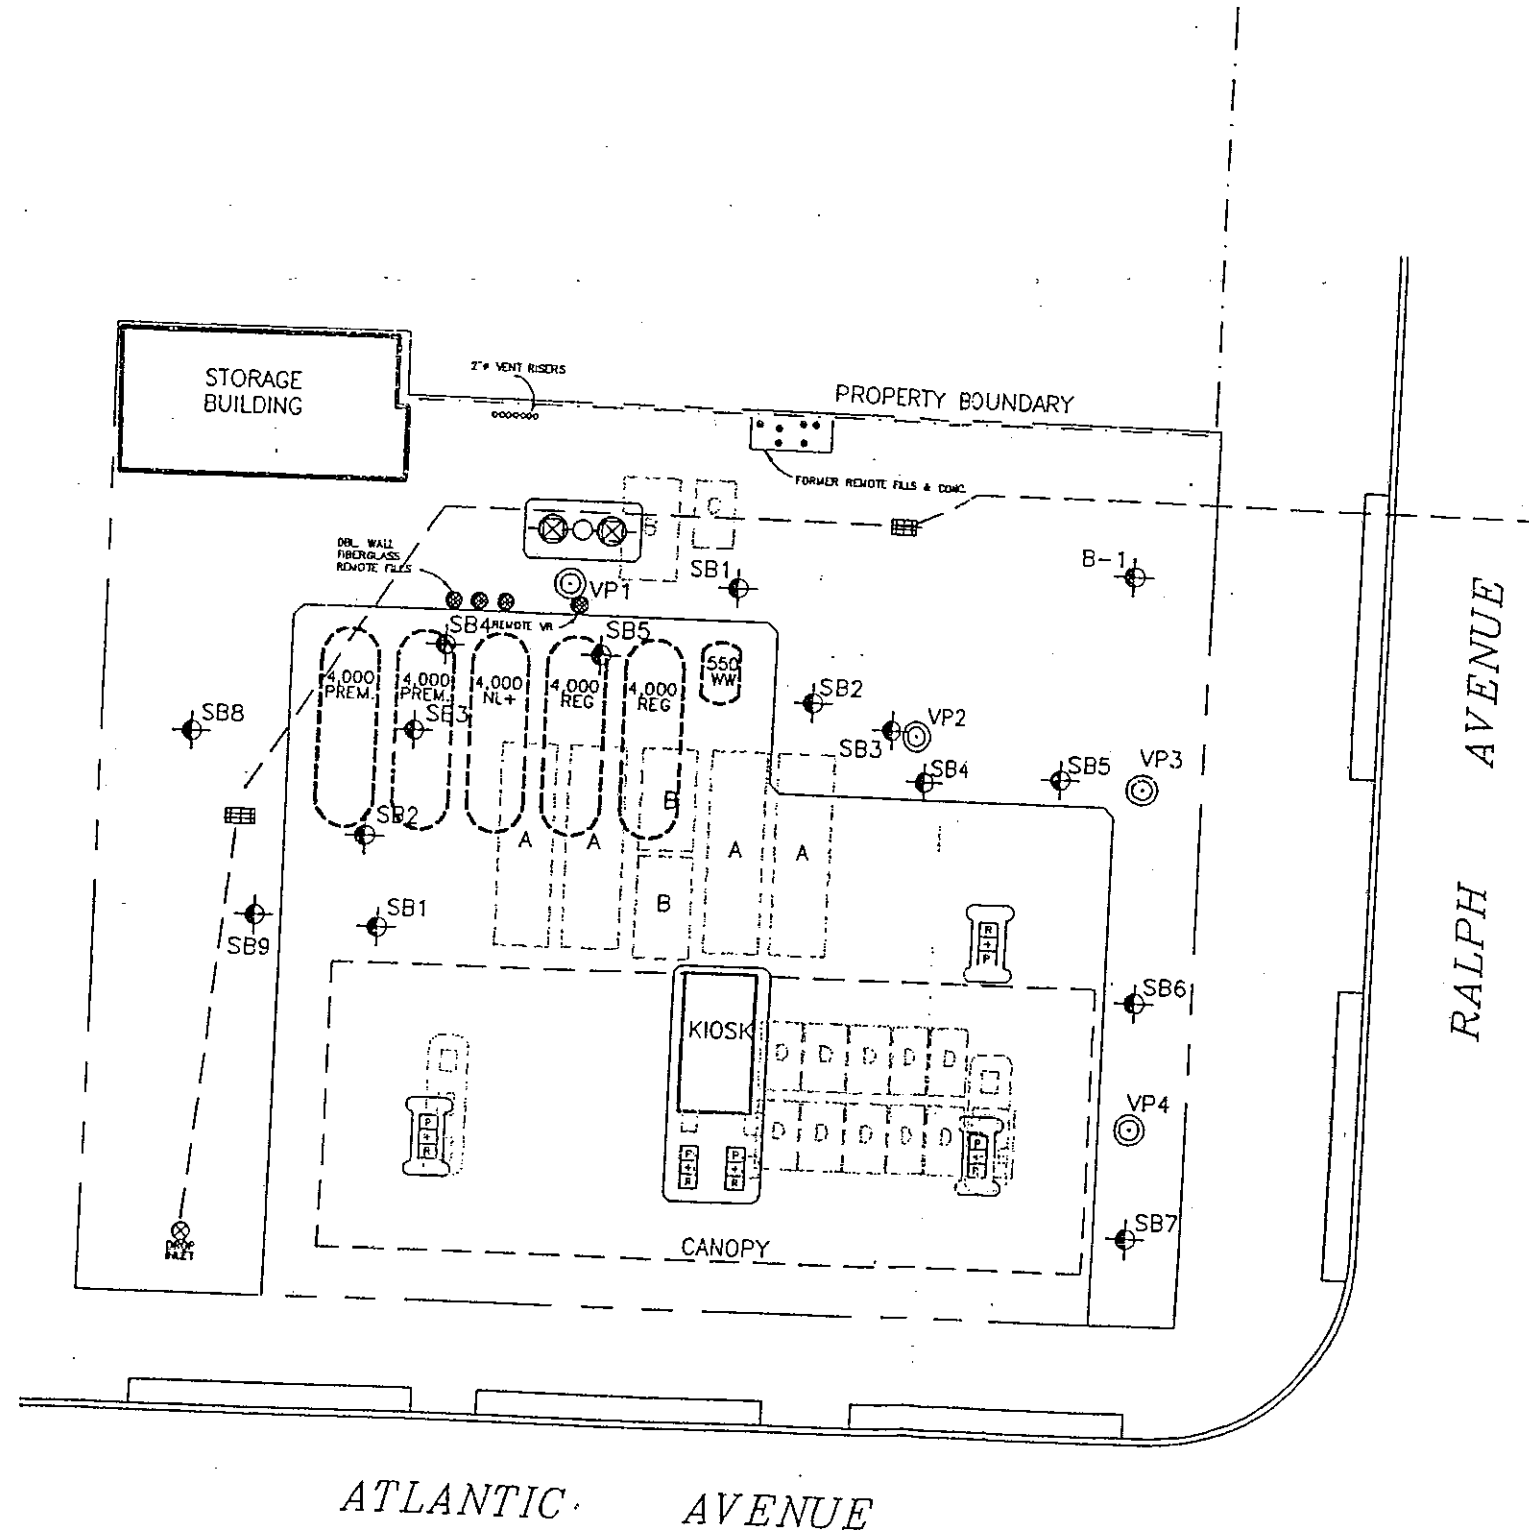 STORAGE
BUILDING
2"ø VENT RISERS
PROPERTY BOUNDARY
FORMER REMOTE FILLS & CONC.
C
DBL. WALL
FIBERGLASS
REMOTE FILLS
VP1
SB1
B-1
SB4
REMOTE VR
SB5
4,000
PREM.
4,000
PREM.
4,000
NL+
4,000
REG
4,000
REG
550
WW
SB2
SB8
SB3
VP2
SB3
SB4
SB5
VP3
SB2
B
A
A
A
A
B
SB1
SB9
R
+
P
SB6
KIOSK
D D D D D
D D D D D
P
+
R
P
+
R
P
+
R
P
+
R
VP4
SB7
DROP
INLET
CANOPY
RALPH AVENUE
ATLANTIC AVENUE